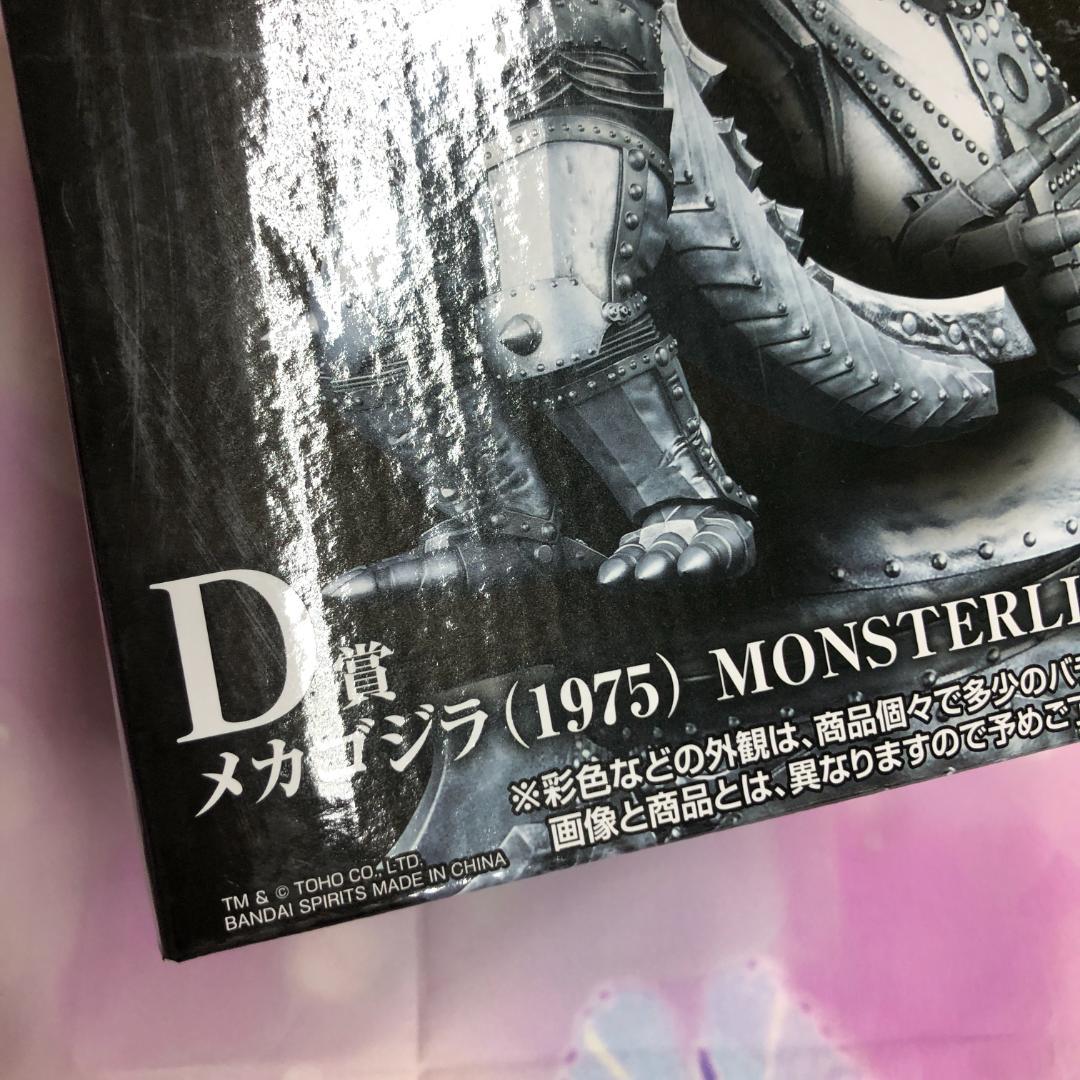 D賞
メカゴジラ(1975) MONSTERLI
※彩色などの外観は、商品個々で多少のバラ
画像と商品とは、異なりますので予めご了
TM & © TOHO CO., LTD.
BANDAI SPIRITS MADE IN CHINA